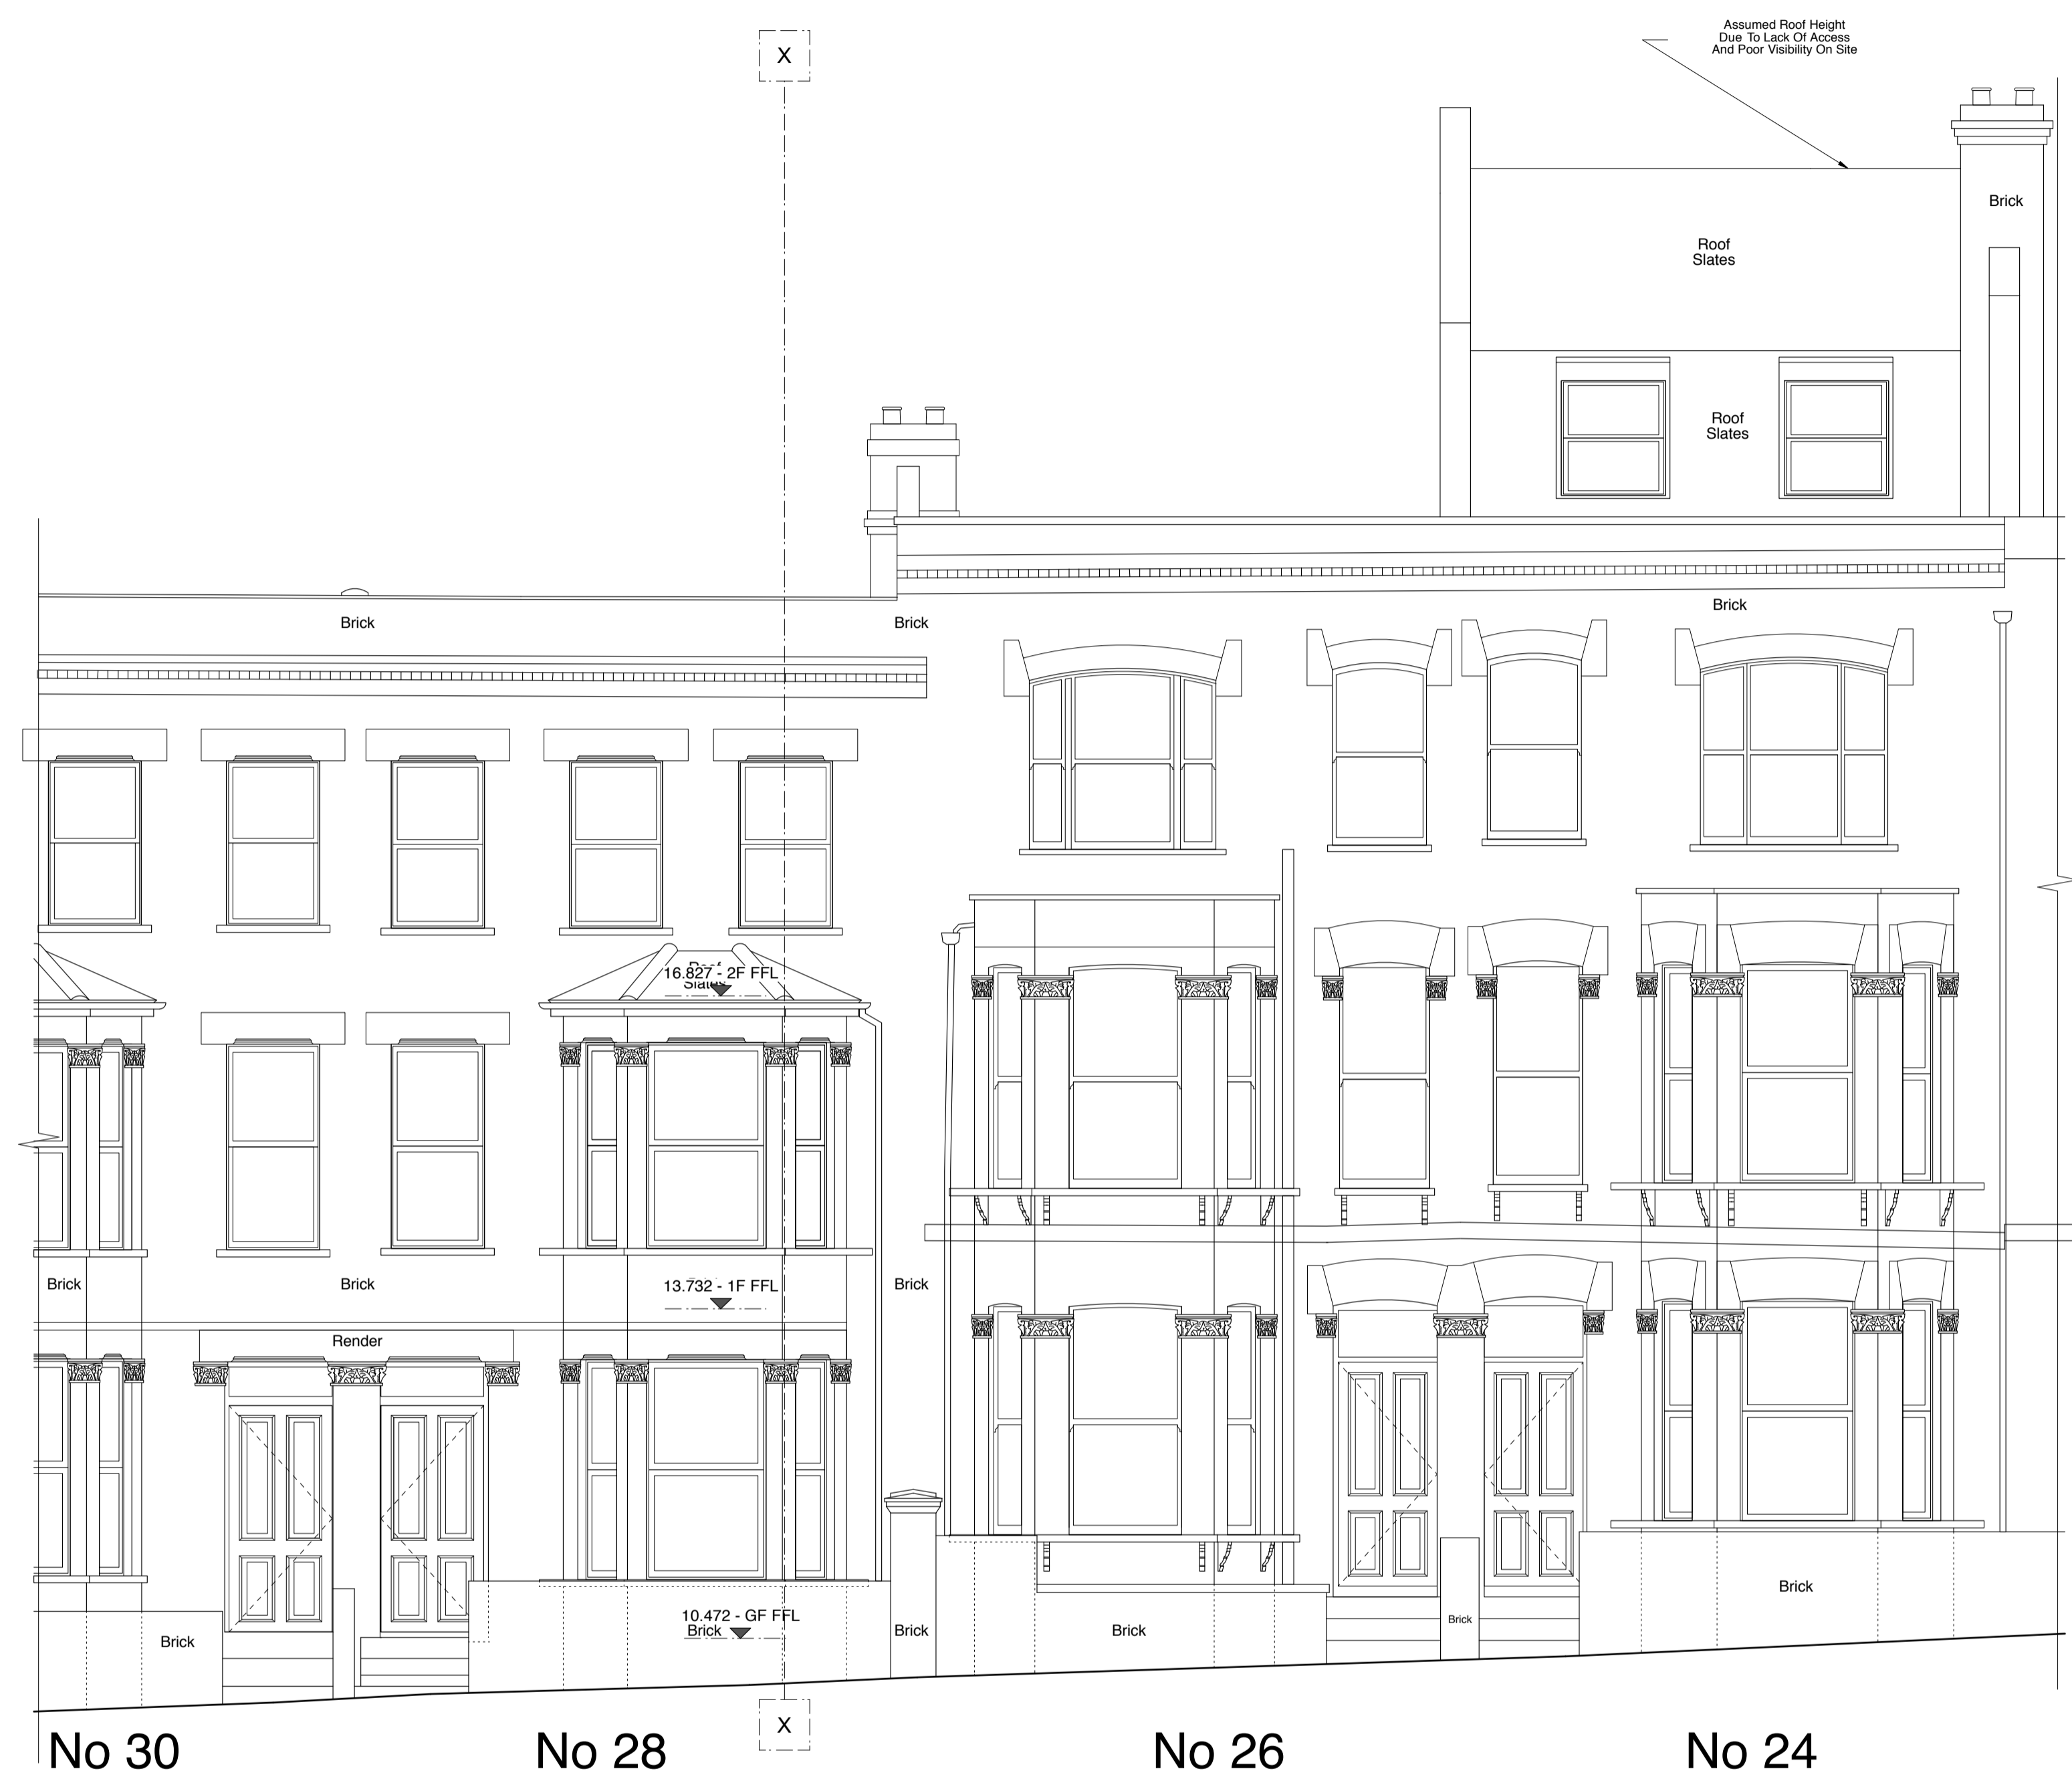 Assumed Roof Height
Due To Lack Of Access
And Poor Visibility On Site
X
Brick
Roof
Slates
Roof
Slates
Brick
Brick
Brick
Roof
16.827 - 2F FFL
Slates
Brick
Brick
13.732 - 1F FFL
Brick
Render
Brick
10.472 - GF FFL
Brick
Brick
Brick
Brick
Brick
X
No 30
No 28
No 26
No 24